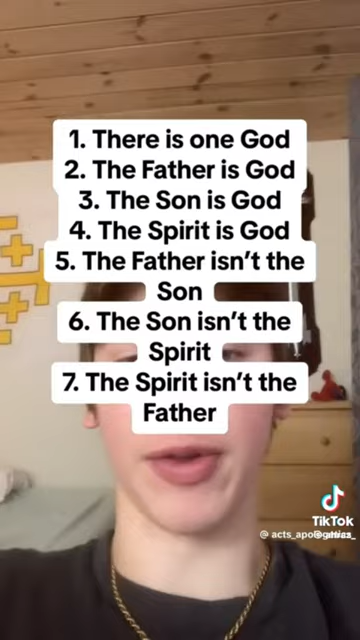 1. There is one God
2. The Father is God
3. The Son is God
4. The Spirit is God
5. The Father isn't the
Son
6. The Son isn't the
Spirit
7. The Spirit isn't the
Father
TikTok